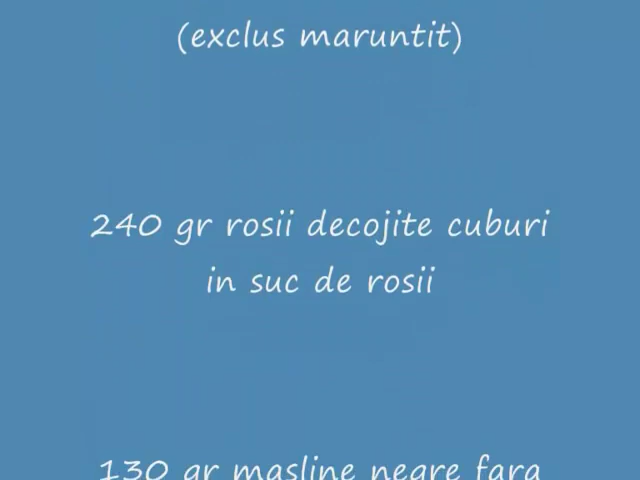 (exclus maruntit)
240 gr rosii decojite cuburi
in suc de rosii
130 gr masline negre fara